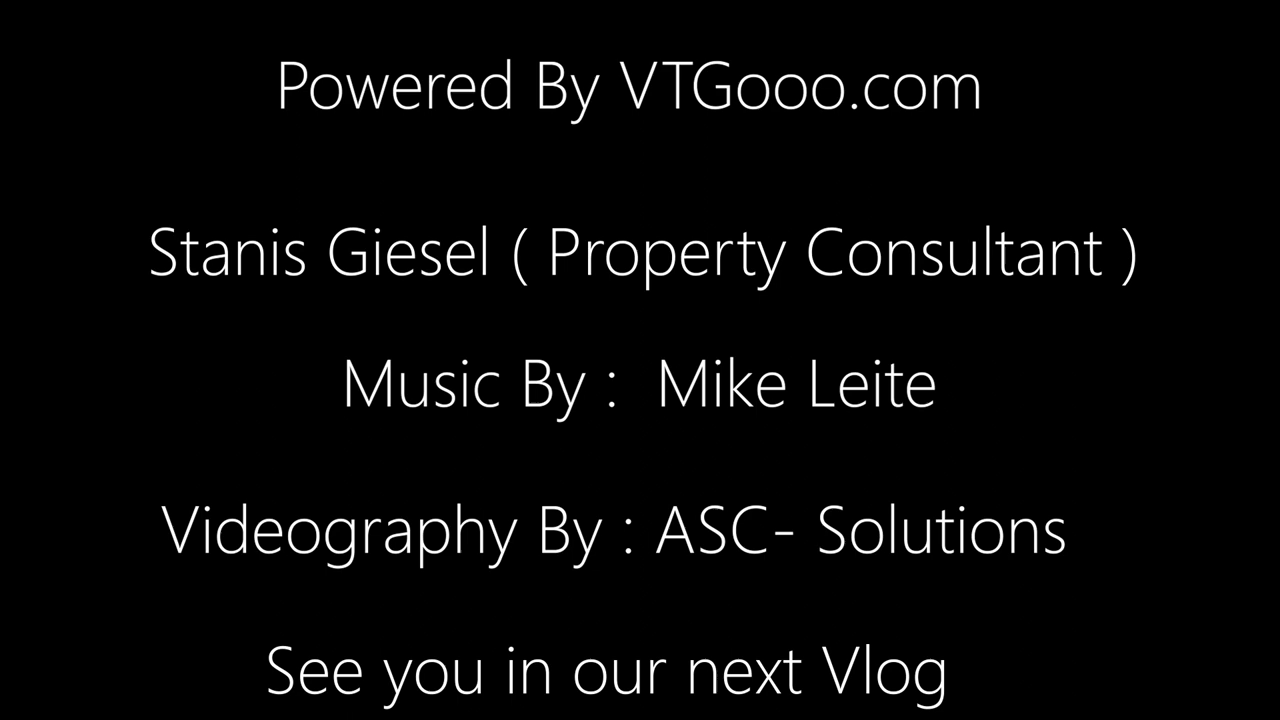 Powered By VTGooo.com
Stanis Giesel ( Property Consultant )
Music By :  Mike Leite
Videography By : ASC- Solutions
See you in our next Vlog